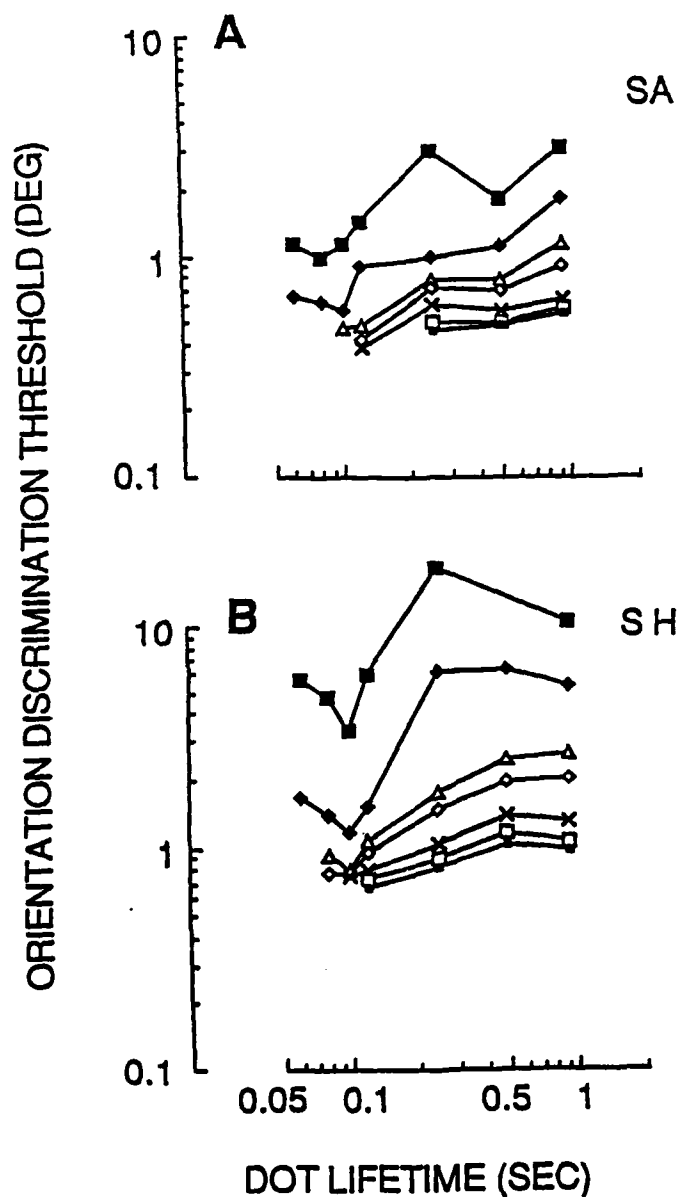 ORIENTATION DISCRIMINATION THRESHOLD (DEG)
A
SA
10
1
0.1
B
SH
10
1
0.1
0.05 0.1 0.5 1
DOT LIFETIME (SEC)